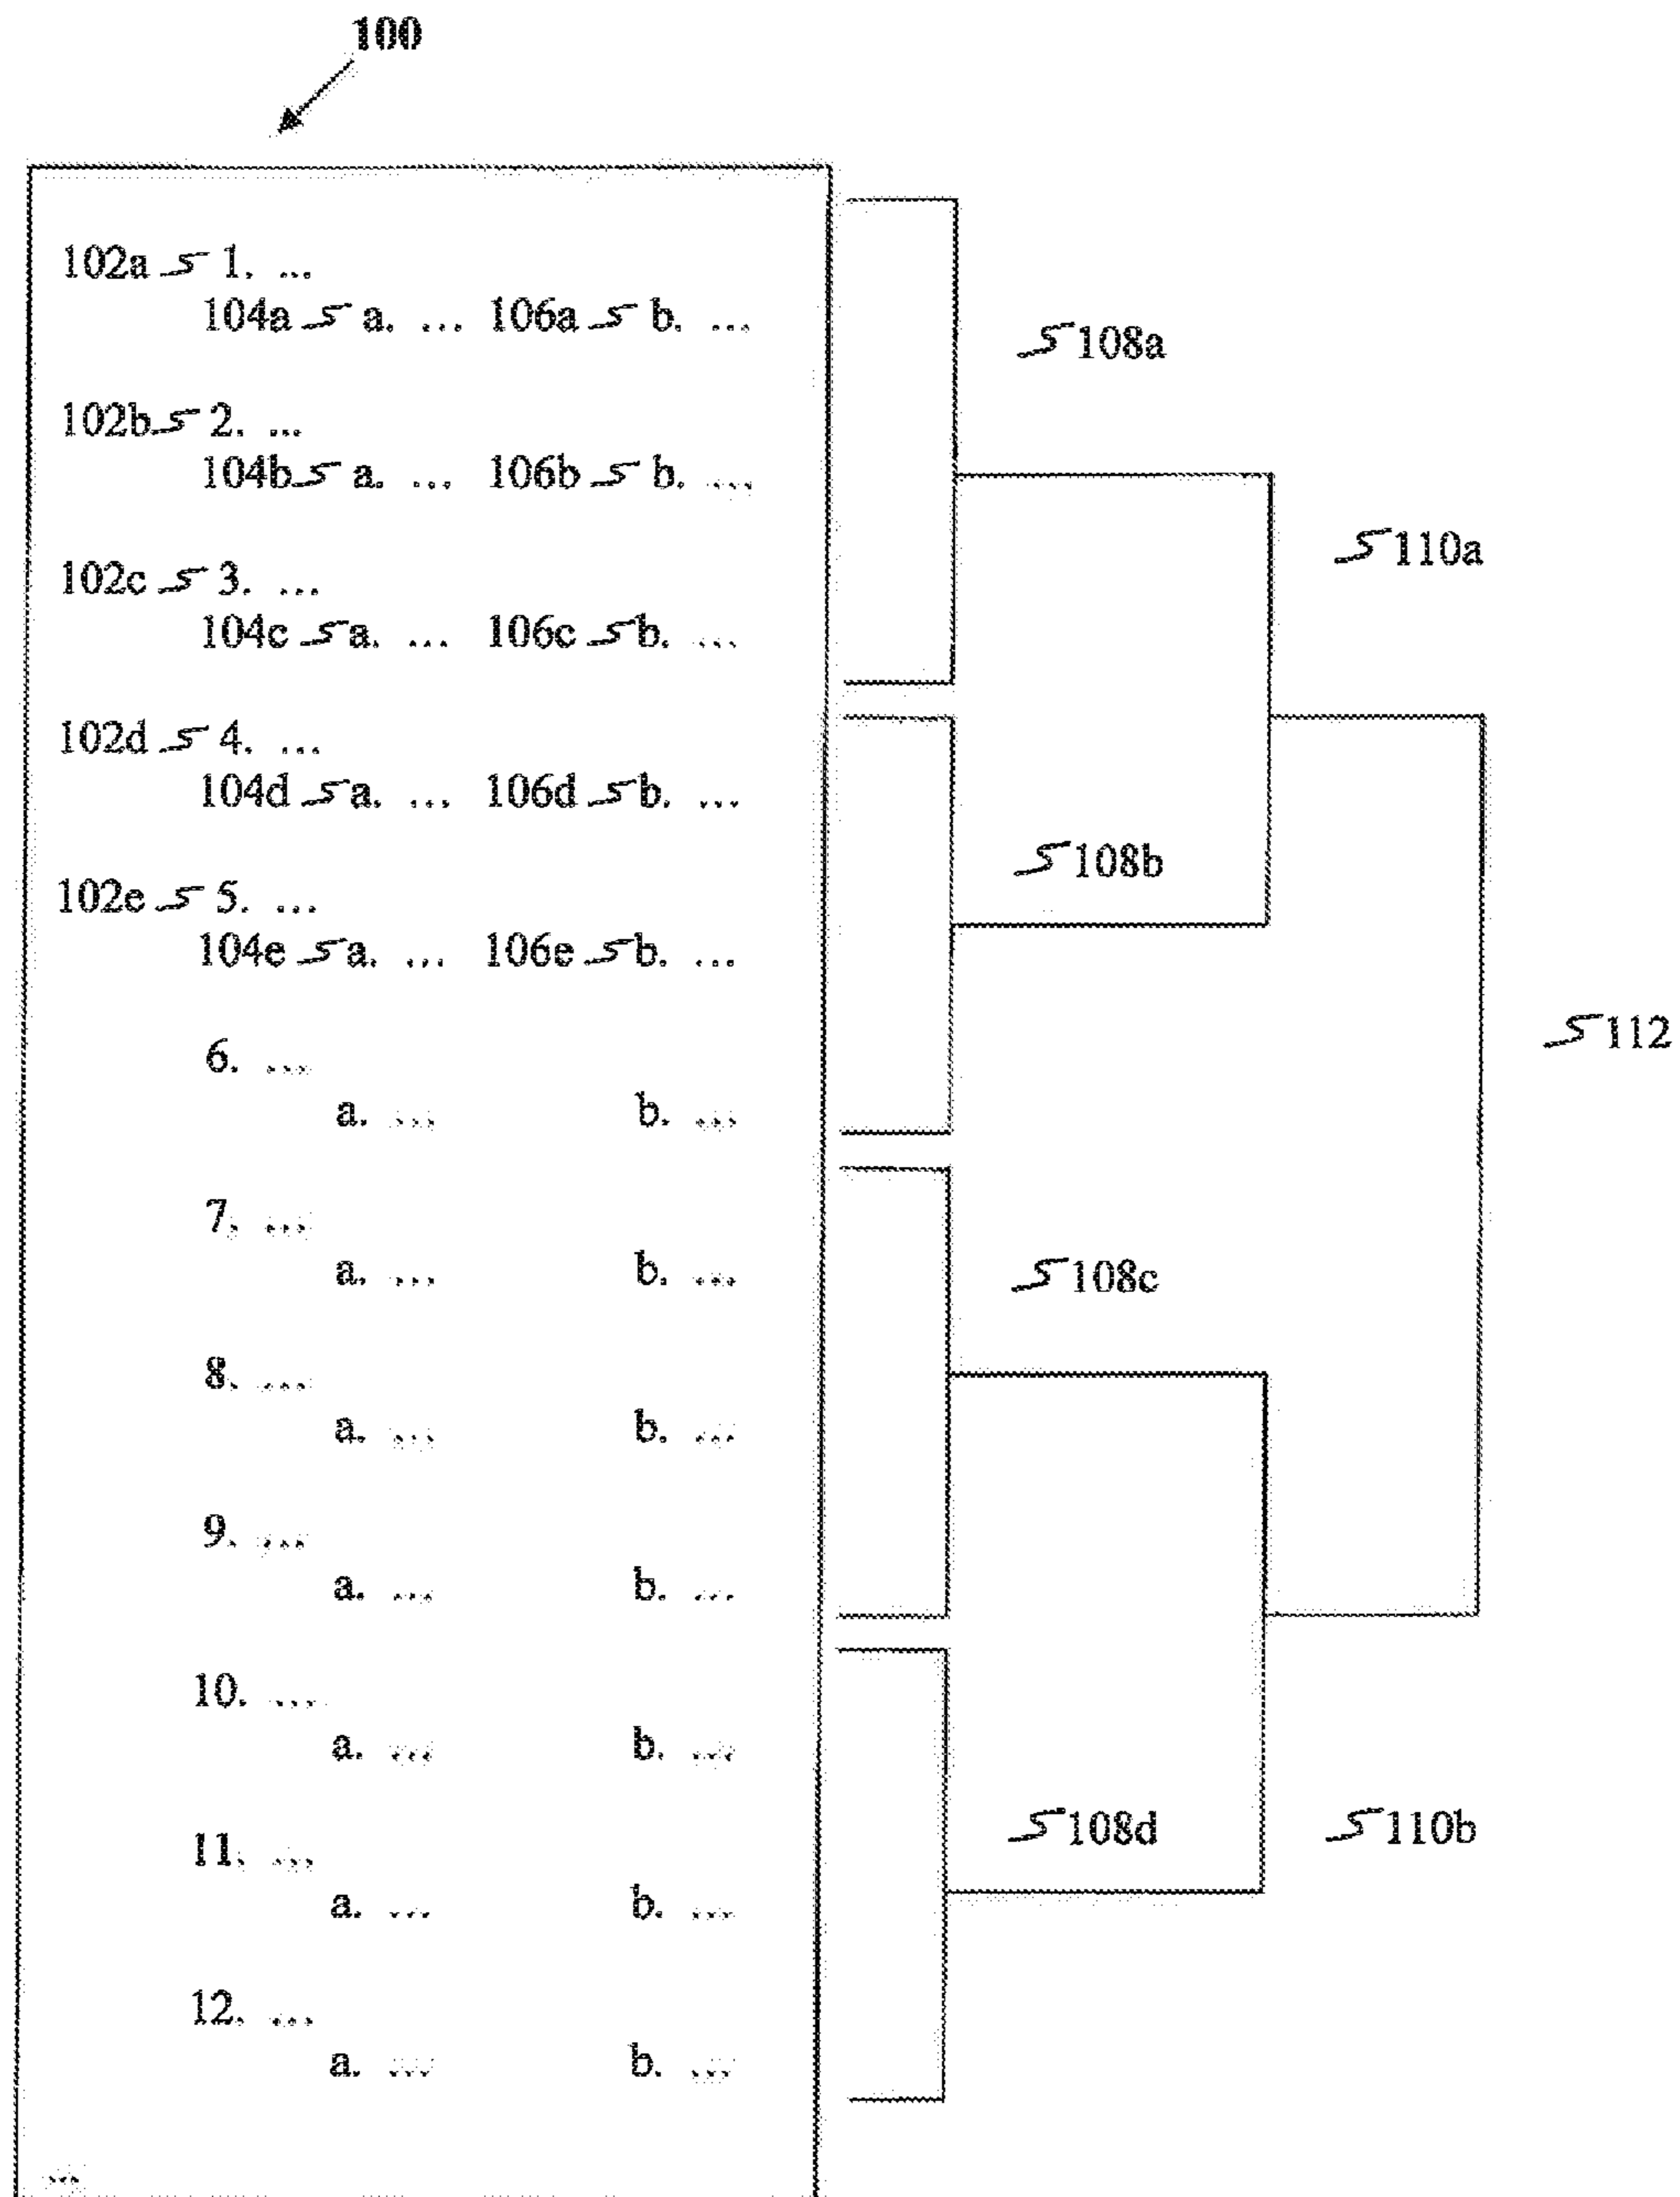 100
102a 1. ...
104a a. ... 106a b. ...
108a
102b 2. ...
104b a. ... 106b b. ...
110a
102c 3. ...
104c a. ... 106c b. ...
102d 4. ...
104d a. ... 106d b. ...
108b
102e 5. ...
104e a. ... 106e b. ...
112
6. ...
a. ... b. ...
7. ...
a. ... b. ...
108c
8. ...
a. ... b. ...
9. ...
a. ... b. ...
10. ...
a. ... b. ...
108d 110b
11. ...
a. ... b. ...
12. ...
a. ... b. ...
...